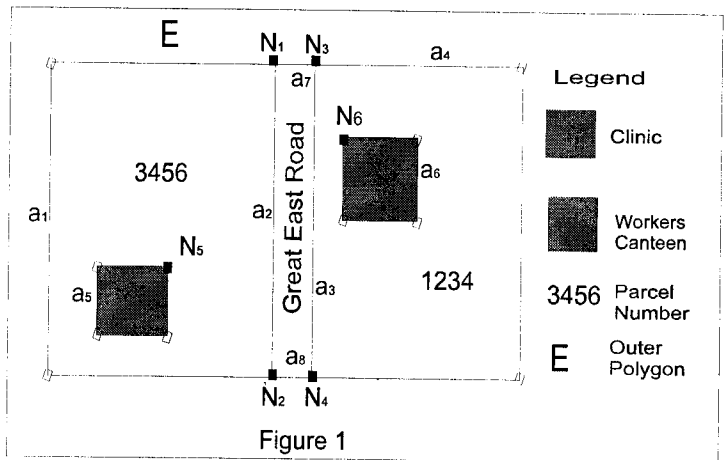 E
N1
N3
a4
a7
Legend
N6
Clinic
3456
a6
a1
a2
Great East Road
Workers
Canteen
N5
a5
a3
1234
3456 Parcel
Number
E Outer
Polygon
a8
N2
N4
Figure 1